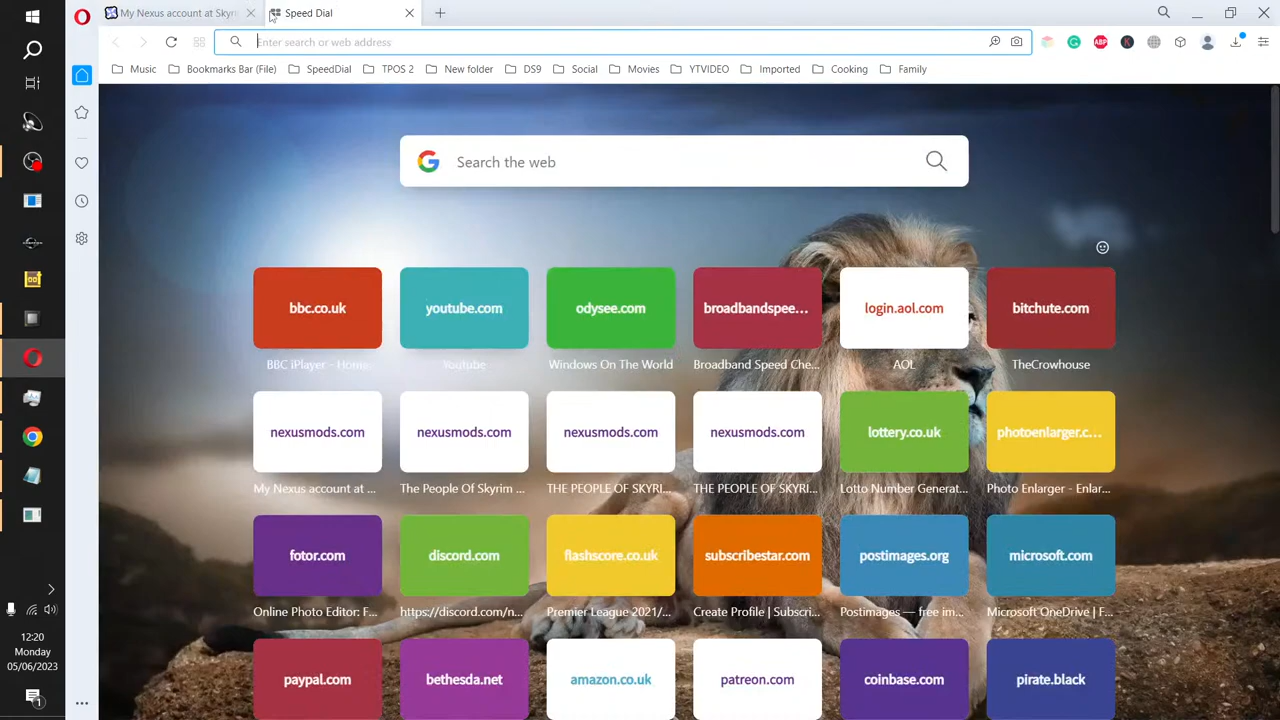 My Nexus account at Skyri
Speed Dial
Enter search or web address
Music
Bookmarks Bar (File)
SpeedDial
TPOS 2
New folder
DS9
Social
Movies
YTVIDEO
Imported
Cooking
Family
Search the web
bbc.co.uk
youtube.com
odysee.com
broadbandspee...
login.aol.com
bitchute.com
BBC iPlayer - Home
Youtube
Windows On The World
Broadband Speed Che...
AOL
TheCrowhouse
nexusmods.com
nexusmods.com
nexusmods.com
nexusmods.com
lottery.co.uk
photoenlarger.c...
My Nexus account at ...
The People Of Skyrim ...
THE PEOPLE OF SKYRI...
THE PEOPLE OF SKYRI...
Lotto Number Generat...
Photo Enlarger - Enlar...
fotor.com
discord.com
flashscore.co.uk
subscribestar.com
postimages.org
microsoft.com
Online Photo Editor: F...
https://discord.com/n...
Premier League 2021/...
Create Profile | Subscri...
Postimages — free im...
Microsoft OneDrive | F...
paypal.com
bethesda.net
amazon.co.uk
patreon.com
coinbase.com
pirate.black
ABP
K
12:20
Monday
05/06/2023
1